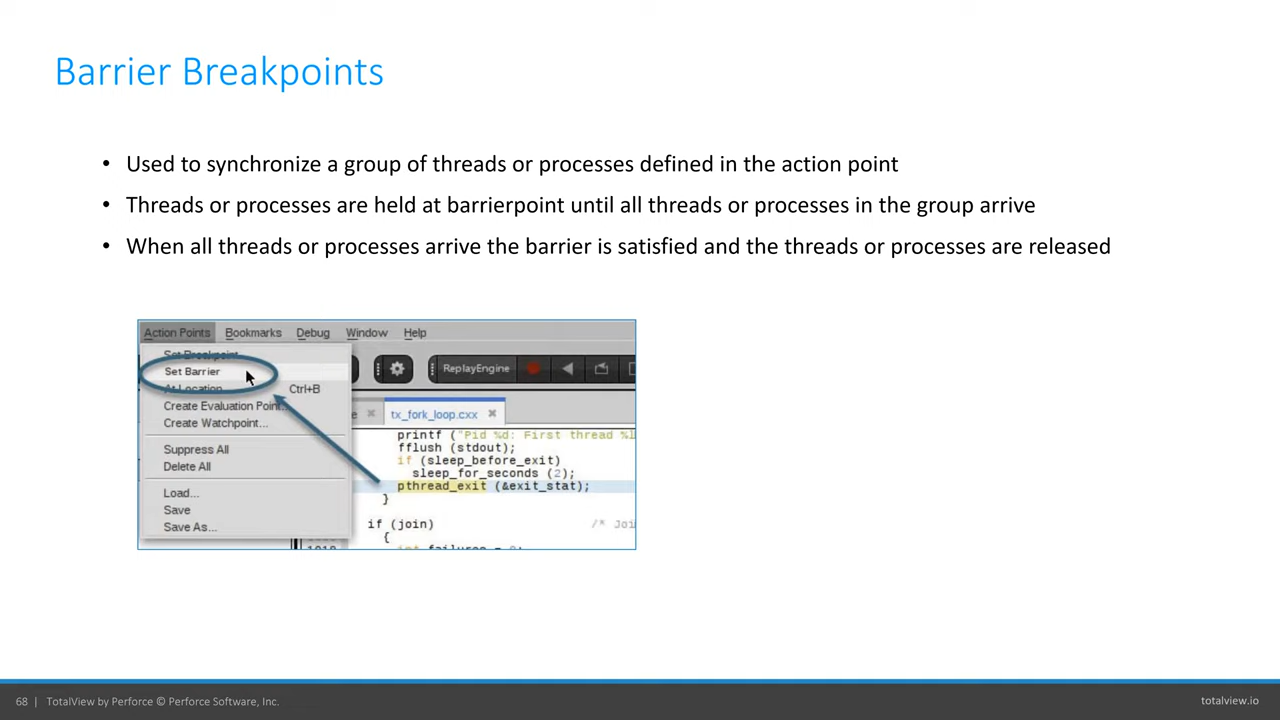 Barrier Breakpoints
• Used to synchronize a group of threads or processes defined in the action point
• Threads or processes are held at barrierpoint until all threads or processes in the group arrive
• When all threads or processes arrive the barrier is satisfied and the threads or processes are released
Action Points Bookmarks Debug Window Help
Set Breakpoint
Set Barrier
At Location... Ctrl+B
Create Evaluation Point...
Create Watchpoint...
Suppress All
Delete All
Load...
Save
Save As...
ReplayEngine
tx_fork_loop.cxx
printf ("Pid %d: First thread %l
fflush (stdout);
if (sleep_before_exit)
sleep_for_seconds (2);
pthread_exit (&exit_stat);
}
if (join) /* Joi
{
68 | TotalView by Perforce © Perforce Software, Inc.
totalview.io